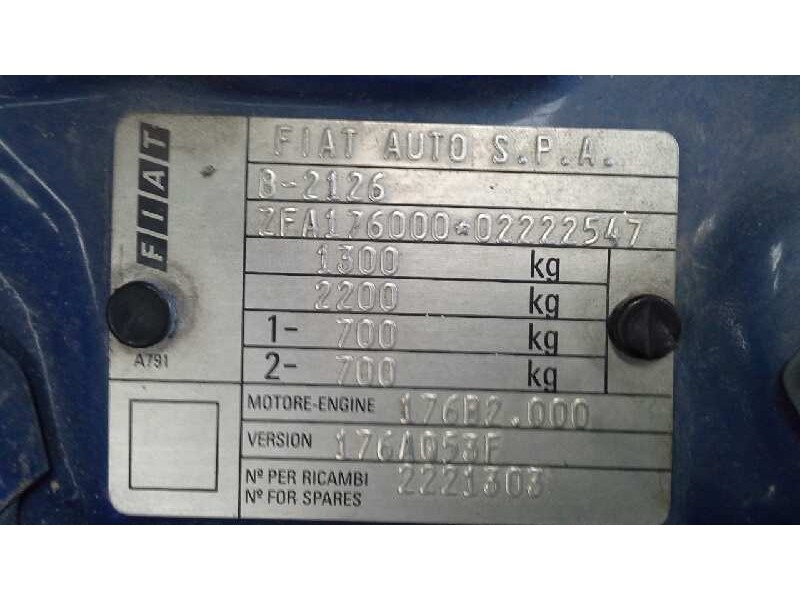 FIAT
FIAT AUTO S.P.A.
B-2126
ZFA176000*02222547
1300 kg
2200 kg
1- 700 kg
2- 700 kg
A791
MOTORE-ENGINE 176B2.000
VERSION 176A053F
Nº PER RICAMBI 2221303
Nº FOR SPARES